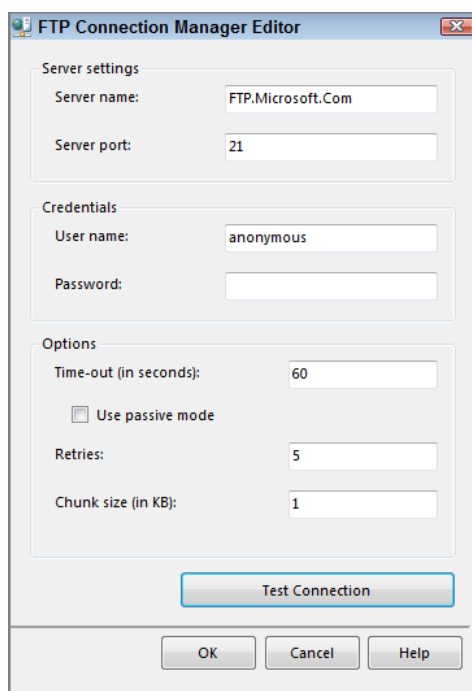 FTP Connection Manager Editor
Server settings
Server name: FTP.Microsoft.Com
Server port: 21
Credentials
User name: anonymous
Password:
Options
Time-out (in seconds): 60
Use passive mode
Retries: 5
Chunk size (in KB): 1
Test Connection
OK Cancel Help